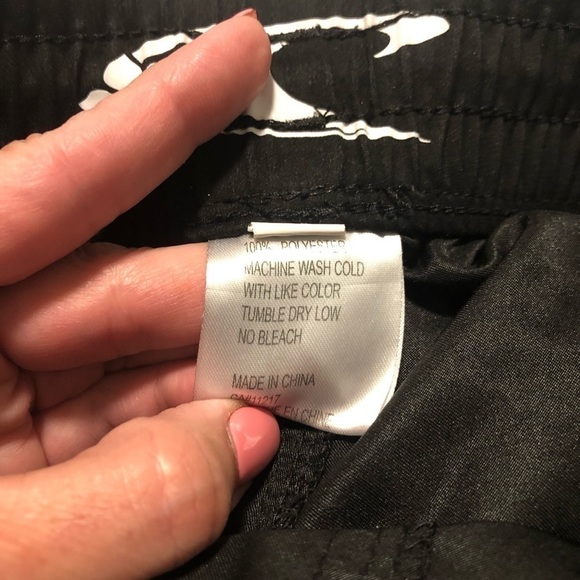 100% POLYESTER
MACHINE WASH COLD
WITH LIKE COLOR
TUMBLE DRY LOW
NO BLEACH
MADE IN CHINA
EN CHINE